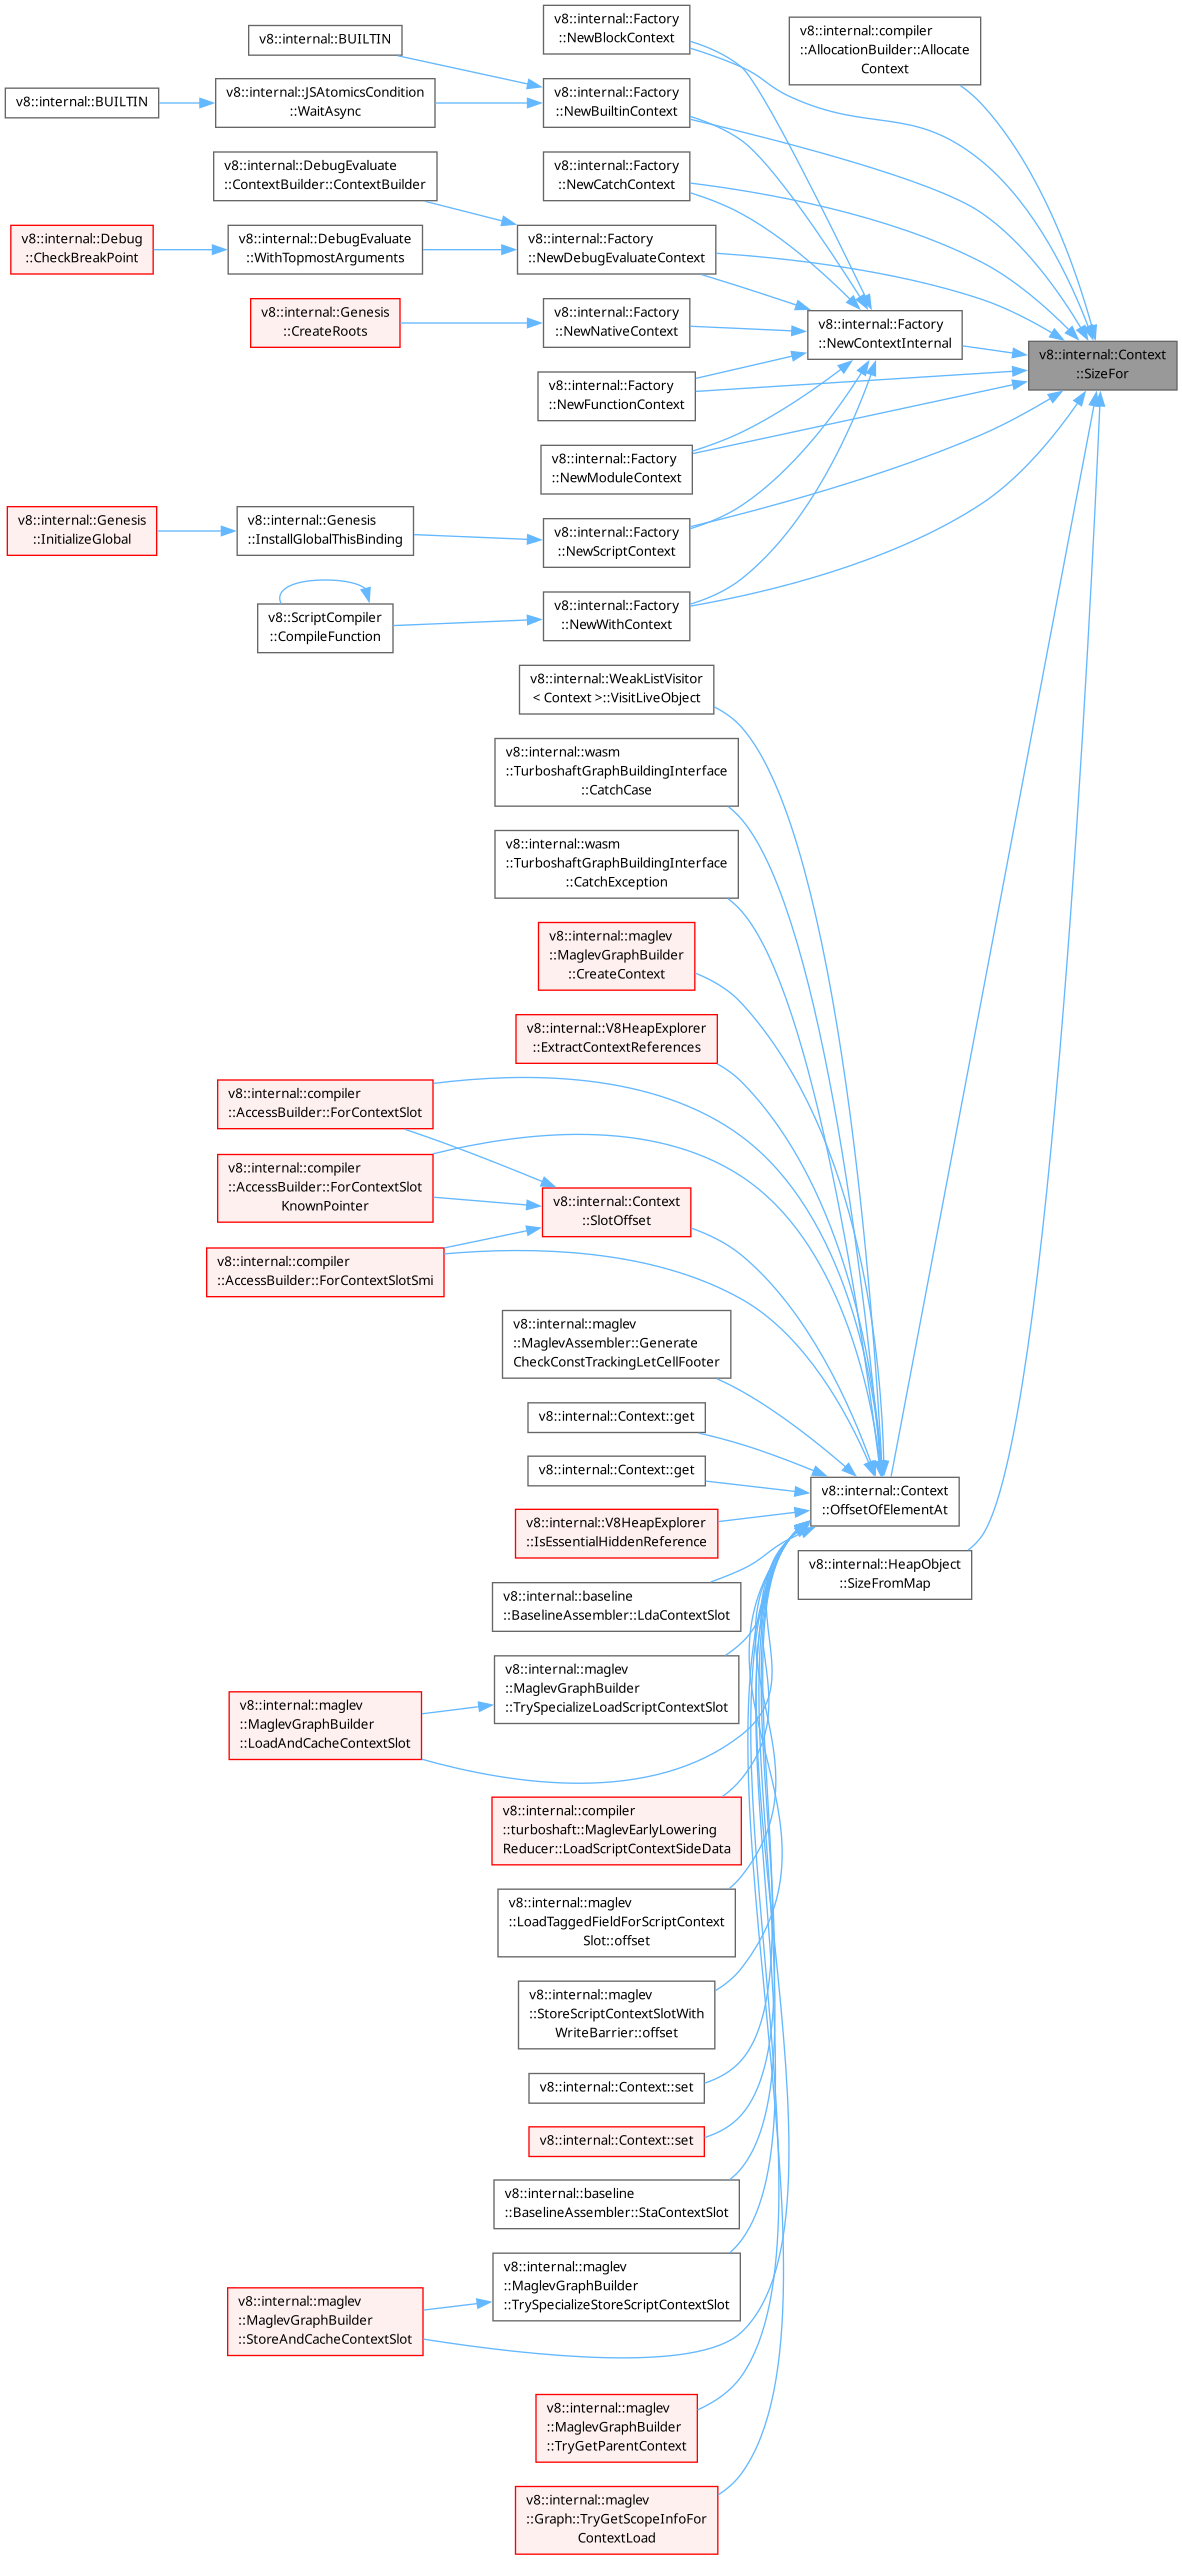 v8::internal::Factory
::NewBlockContext
v8::internal::compiler
::AllocationBuilder::Allocate
Context
v8::internal::BUILTIN
v8::internal::BUILTIN
v8::internal::JSAtomicsCondition
::WaitAsync
v8::internal::Factory
::NewBuiltinContext
v8::internal::DebugEvaluate
::ContextBuilder::ContextBuilder
v8::internal::Factory
::NewCatchContext
v8::internal::Debug
::CheckBreakPoint
v8::internal::DebugEvaluate
::WithTopmostArguments
v8::internal::Factory
::NewDebugEvaluateContext
v8::internal::Genesis
::CreateRoots
v8::internal::Factory
::NewNativeContext
v8::internal::Factory
::NewContextInternal
v8::internal::Context
::SizeFor
v8::internal::Factory
::NewFunctionContext
v8::internal::Factory
::NewModuleContext
v8::internal::Genesis
::InitializeGlobal
v8::internal::Genesis
::InstallGlobalThisBinding
v8::internal::Factory
::NewScriptContext
v8::ScriptCompiler
::CompileFunction
v8::internal::Factory
::NewWithContext
v8::internal::WeakListVisitor
< Context >::VisitLiveObject
v8::internal::wasm
::TurboshaftGraphBuildingInterface
::CatchCase
v8::internal::wasm
::TurboshaftGraphBuildingInterface
::CatchException
v8::internal::maglev
::MaglevGraphBuilder
::CreateContext
v8::internal::V8HeapExplorer
::ExtractContextReferences
v8::internal::compiler
::AccessBuilder::ForContextSlot
v8::internal::compiler
::AccessBuilder::ForContextSlot
KnownPointer
v8::internal::Context
::SlotOffset
v8::internal::compiler
::AccessBuilder::ForContextSlotSmi
v8::internal::maglev
::MaglevAssembler::Generate
CheckConstTrackingLetCellFooter
v8::internal::Context::get
v8::internal::Context::get
v8::internal::Context
::OffsetOfElementAt
v8::internal::V8HeapExplorer
::IsEssentialHiddenReference
v8::internal::HeapObject
::SizeFromMap
v8::internal::baseline
::BaselineAssembler::LdaContextSlot
v8::internal::maglev
::MaglevGraphBuilder
::TrySpecializeLoadScriptContextSlot
v8::internal::maglev
::MaglevGraphBuilder
::LoadAndCacheContextSlot
v8::internal::compiler
::turboshaft::MaglevEarlyLowering
Reducer::LoadScriptContextSideData
v8::internal::maglev
::LoadTaggedFieldForScriptContext
Slot::offset
v8::internal::maglev
::StoreScriptContextSlotWith
WriteBarrier::offset
v8::internal::Context::set
v8::internal::Context::set
v8::internal::baseline
::BaselineAssembler::StaContextSlot
v8::internal::maglev
::MaglevGraphBuilder
::TrySpecializeStoreScriptContextSlot
v8::internal::maglev
::MaglevGraphBuilder
::StoreAndCacheContextSlot
v8::internal::maglev
::MaglevGraphBuilder
::TryGetParentContext
v8::internal::maglev
::Graph::TryGetScopeInfoFor
ContextLoad